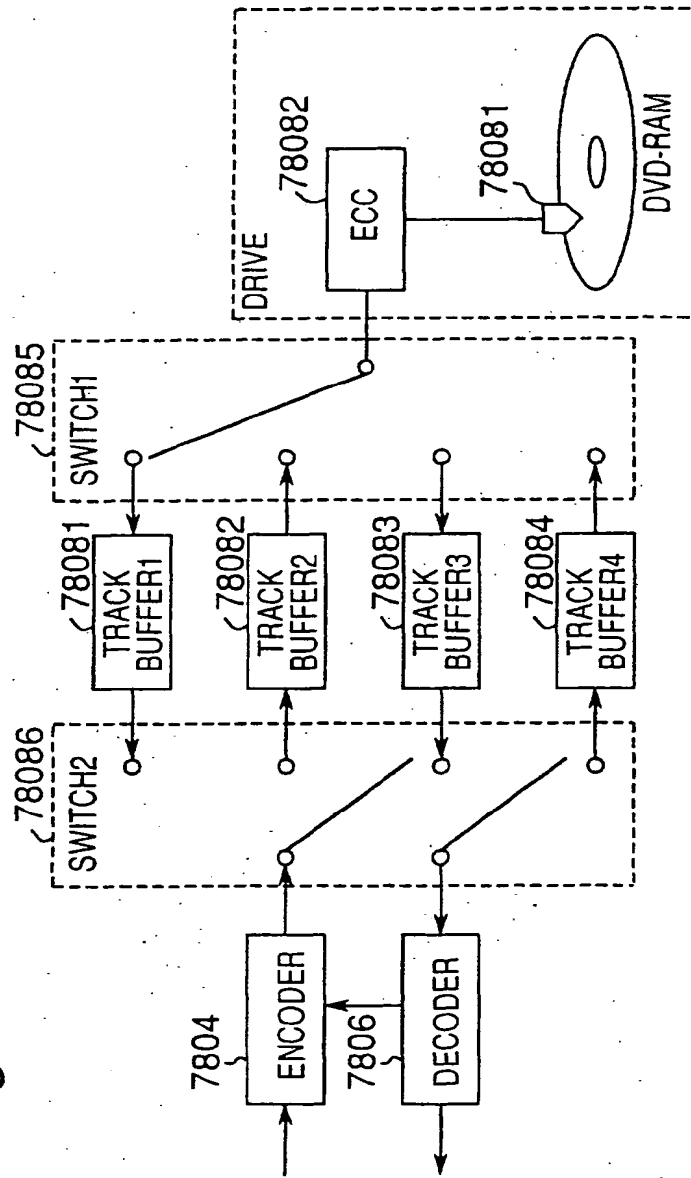 78086
SWITCH2
78085
SWITCH1
DRIVE
78081
TRACK
BUFFER1
78082
TRACK
BUFFER2
78083
TRACK
BUFFER3
78084
TRACK
BUFFER4
7804
ENCODER
7806
DECODER
78082
ECC
78081
DVD-RAM